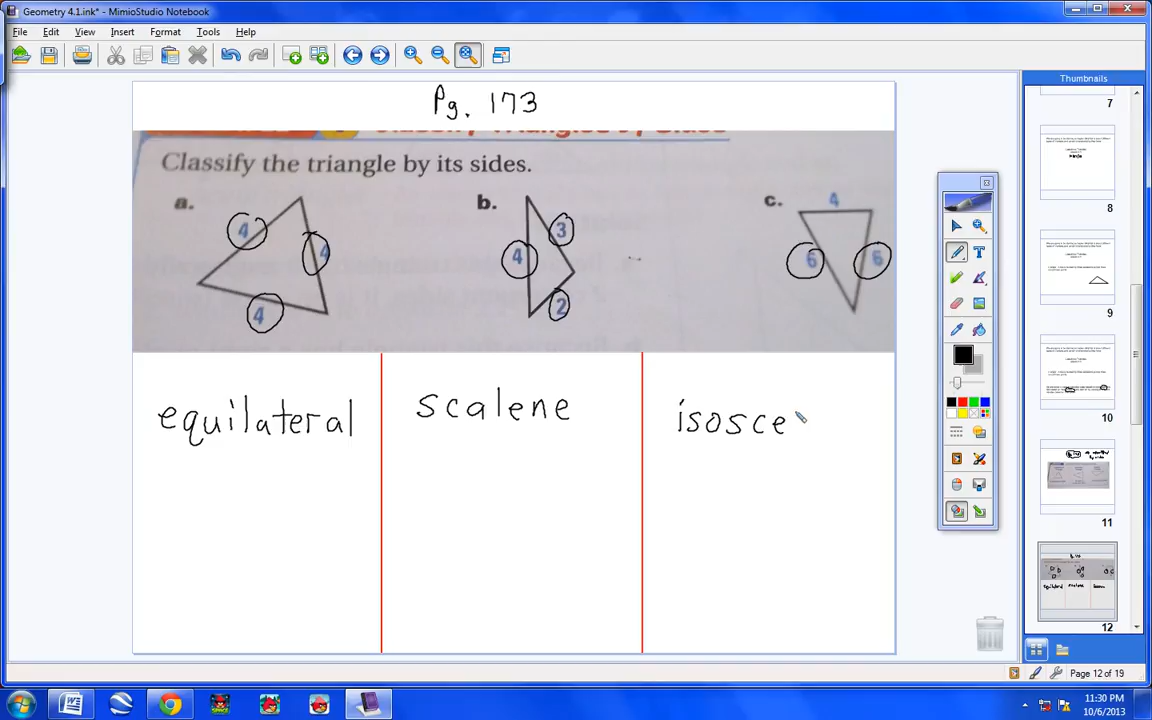 Geometry 4.1.ink* - MimioStudio Notebook
File Edit View Insert Format Tools Help
Pg. 173
Classify the triangle by its sides.
a. b. c.
4 4 4
4 3 2
4 6 6
equilateral scalene isosce
Thumbnails
7
8
9
10
11
12
Page 12 of 19
11:30 PM
10/6/2013